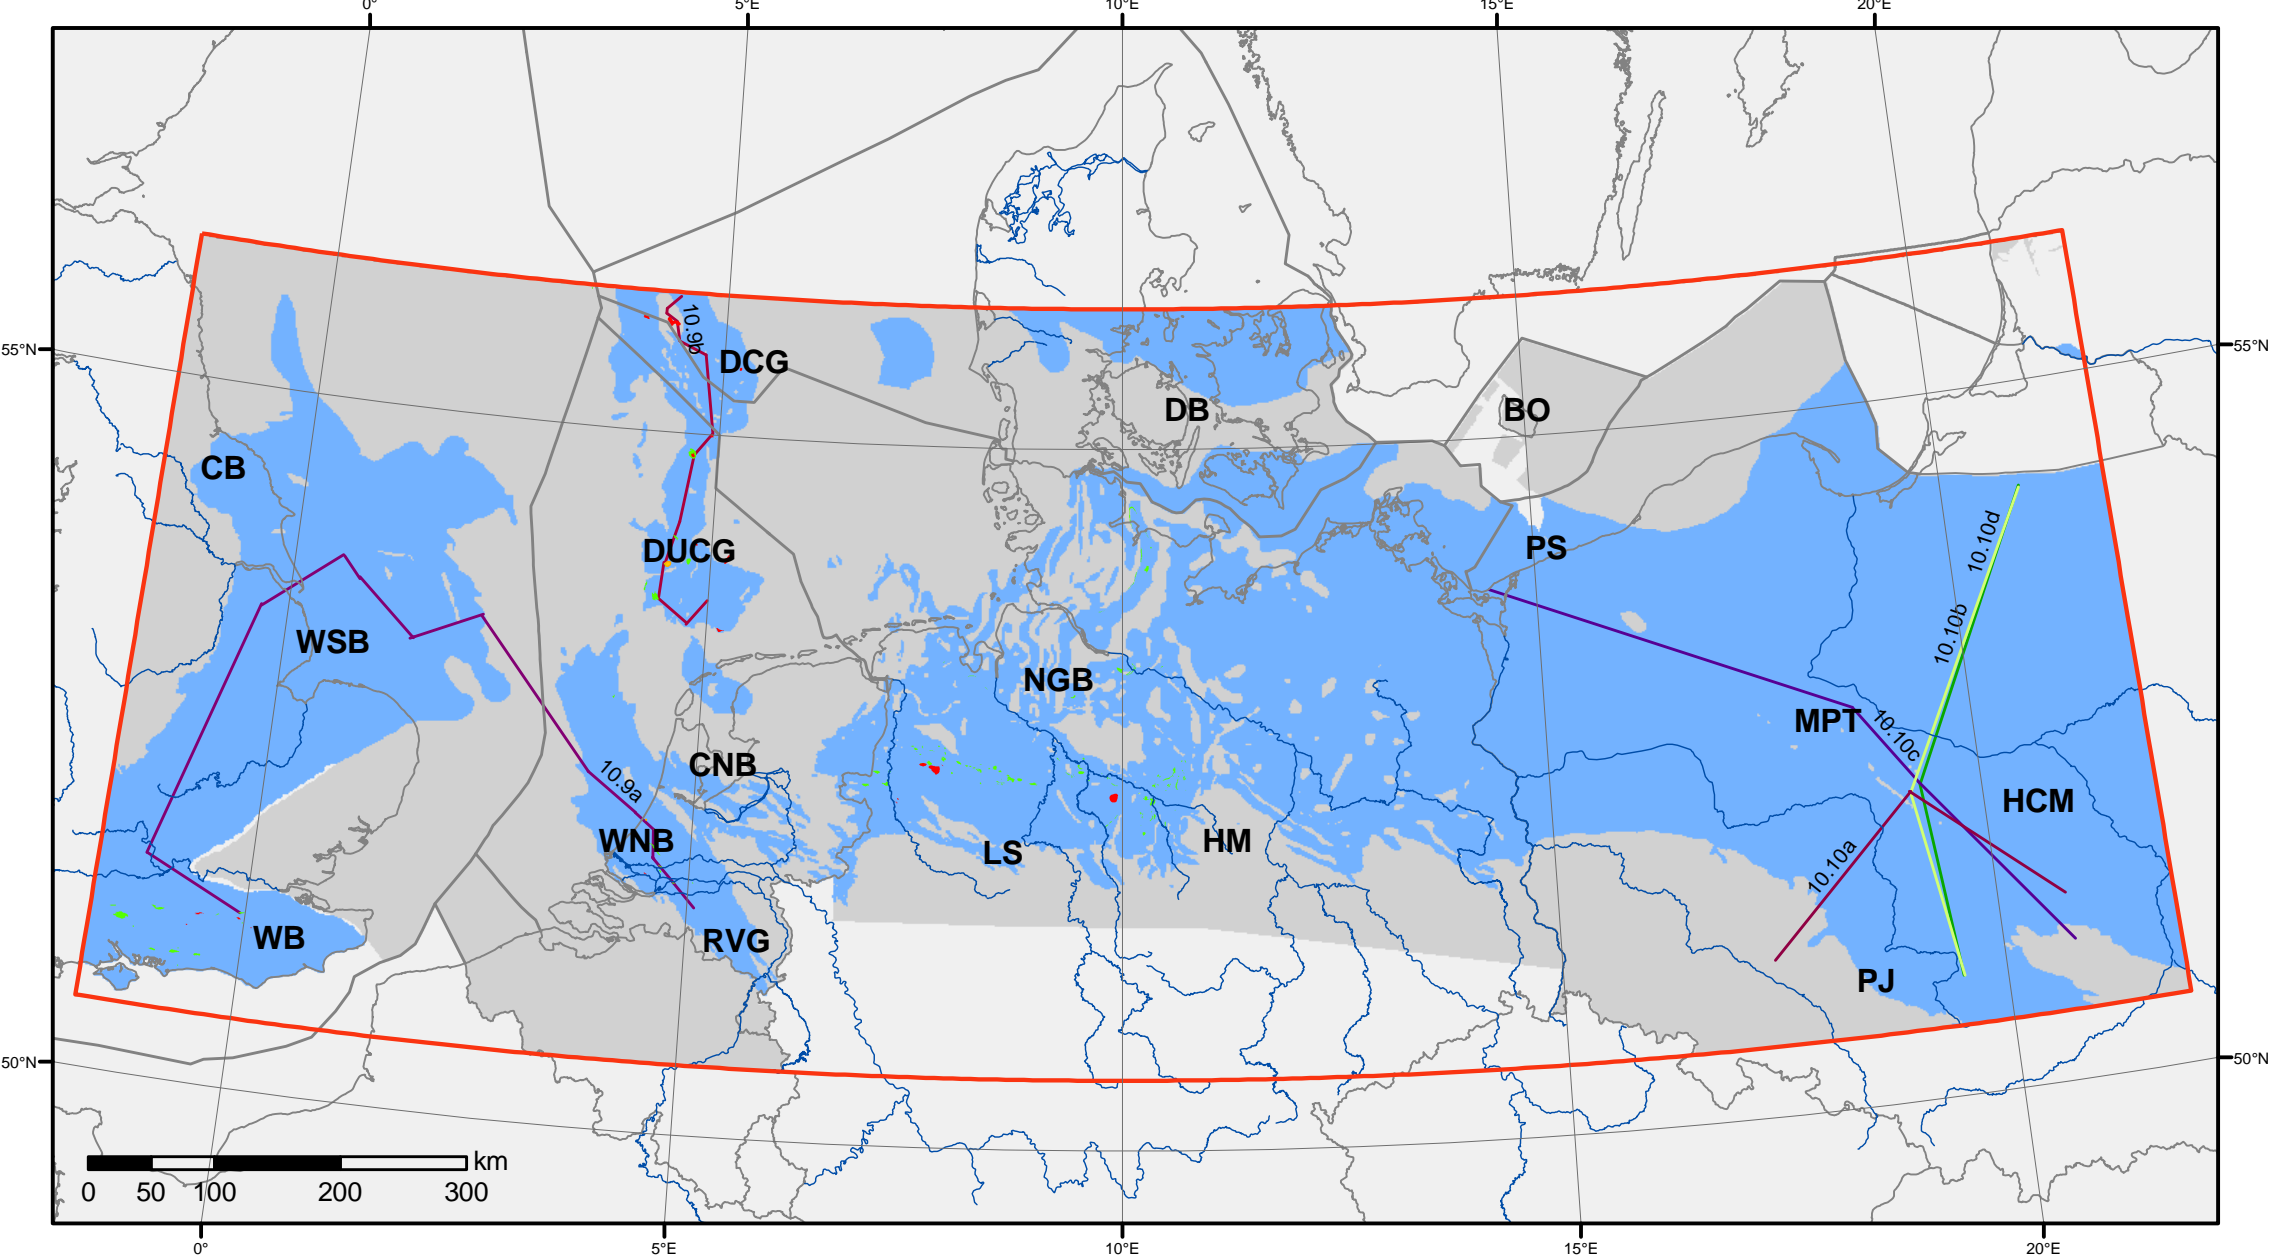 0° 5°E 10°E 15°E 20°E
10.9b
55°N 55°N
DCG
DB BO
CB
10.10d
DUCG PS
10.10b
WSB
NGB
MPT 10.10c
CNB
10.9a
HCM
WNB HM
LS
10.10a
WB RVG
PJ
50°N 50°N
km
0 50 100 200 300
0° 5°E 10°E 15°E 20°E